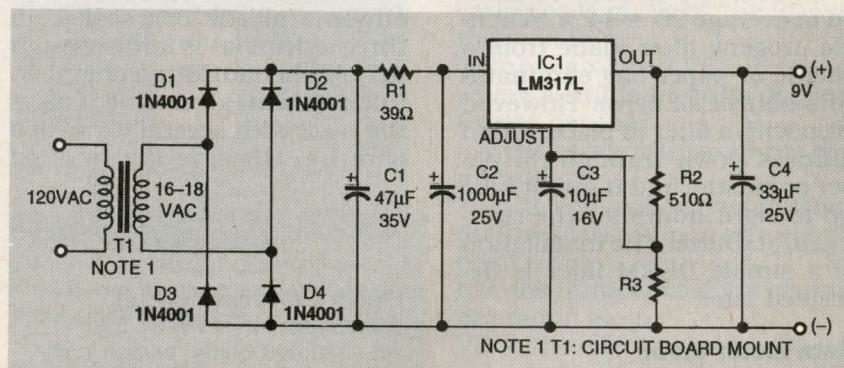 D1
1N4001
D2
1N4001
120VAC
16–18
VAC
T1
NOTE 1
D3
1N4001
D4
1N4001
R1
39Ω
C1
47µF
35V
C2
1000µF
25V
IN
IC1
LM317L
OUT
ADJUST
C3
10µF
16V
R2
510Ω
R3
C4
33µF
25V
(+)
9V
(–)
NOTE 1 T1: CIRCUIT BOARD MOUNT